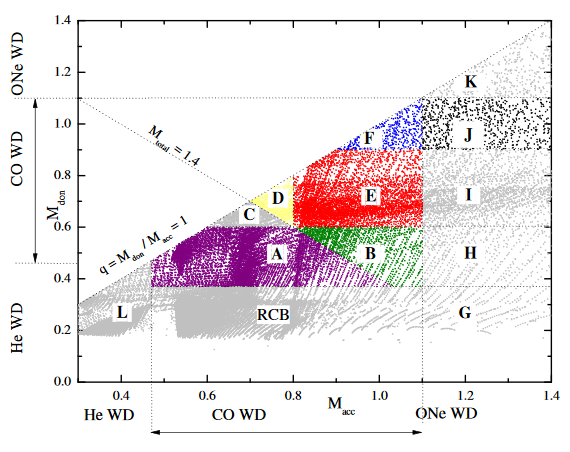 ONe WD
CO WD
He WD
M_don
1.4
1.2
1.0
0.8
0.6
0.4
0.2
0.0
M_total = 1.4
q = M_don / M_acc = 1
K
F
J
D
E
I
C
A
B
H
L
RCB
G
0.4
0.6
0.8
1.0
1.2
1.4
He WD
CO WD
M_acc
ONe WD